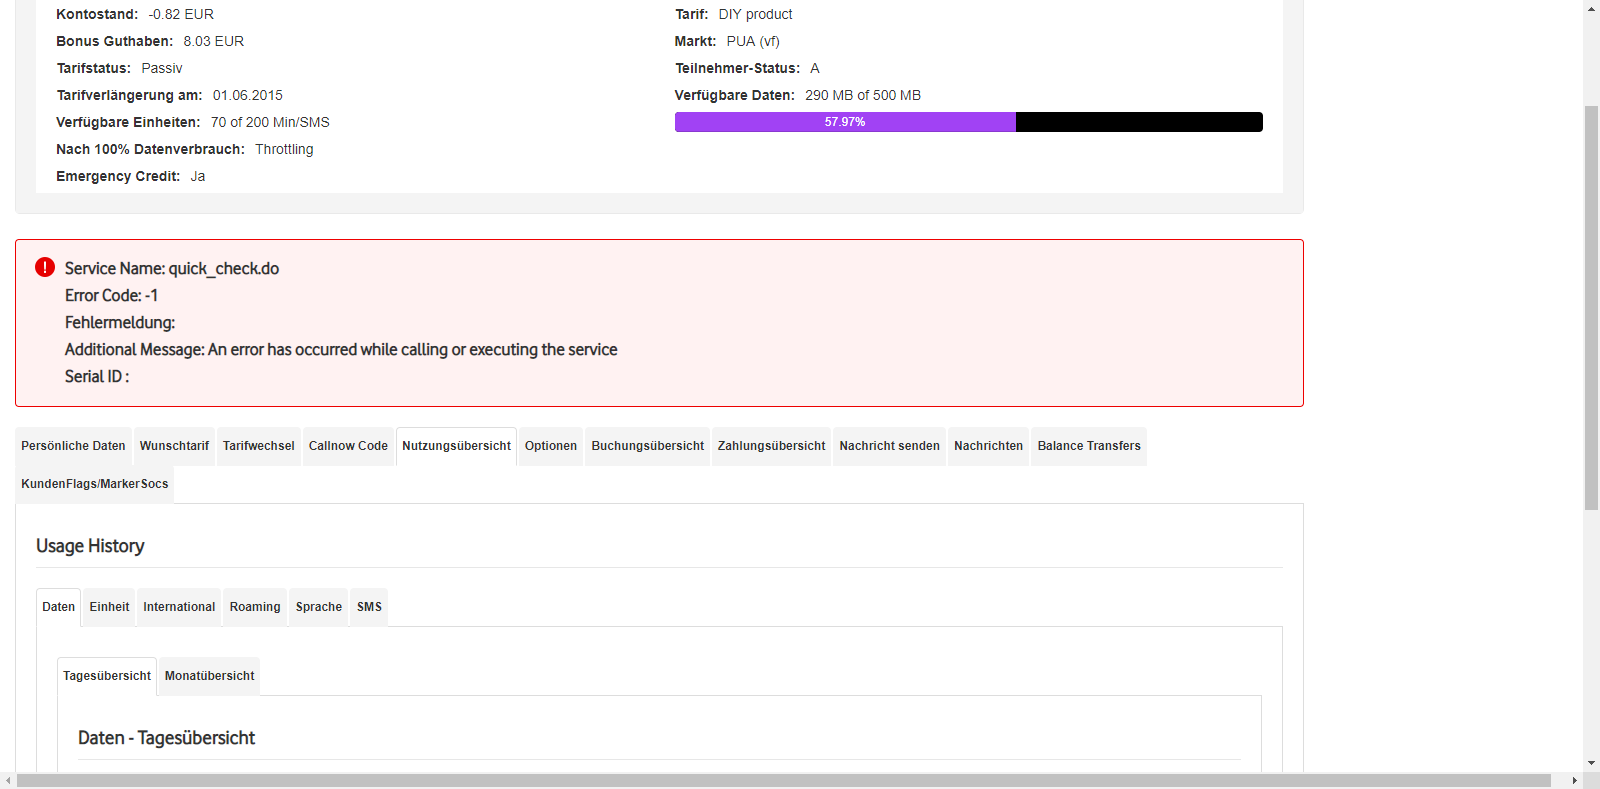 Kontostand: -0.82 EUR
Tarif: DIY product
Bonus Guthaben: 8.03 EUR
Markt: PUA (vf)
Tarifstatus: Passiv
Teilnehmer-Status: A
Tarifverlängerung am: 01.06.2015
Verfügbare Daten: 290 MB of 500 MB
Verfügbare Einheiten: 70 of 200 Min/SMS
57.97%
Nach 100% Datenverbrauch: Throttling
Emergency Credit: Ja
Service Name: quick_check.do
Error Code: -1
Fehlermeldung:
Additional Message: An error has occurred while calling or executing the service
Serial ID :
Persönliche Daten Wunschtarif Tarifwechsel Callnow Code Nutzungsübersicht Optionen Buchungsübersicht Zahlungsübersicht Nachricht senden Nachrichten Balance Transfers
KundenFlags/MarkerSocs
Usage History
Daten Einheit International Roaming Sprache SMS
Tagesübersicht Monatübersicht
Daten - Tagesübersicht